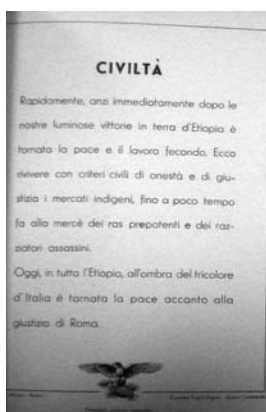 CIVILTÀ
Rapidamente, anzi immediatamente dopo le
nostre luminose vittorie in terra d'Etiopia è
tornata la pace e il lavoro fecondo. Ecco
rivivere con criteri civili di onestà e di giu-
stizia i mercati indigeni, fino a poco tempo
fa alla mercè dei ras prepotenti e dei raz-
ziatori assassini.
Oggi, in tutta l'Etiopia, all'ombra del tricolore
d'Italia è tornata la pace accanto alla
giustizia di Roma.